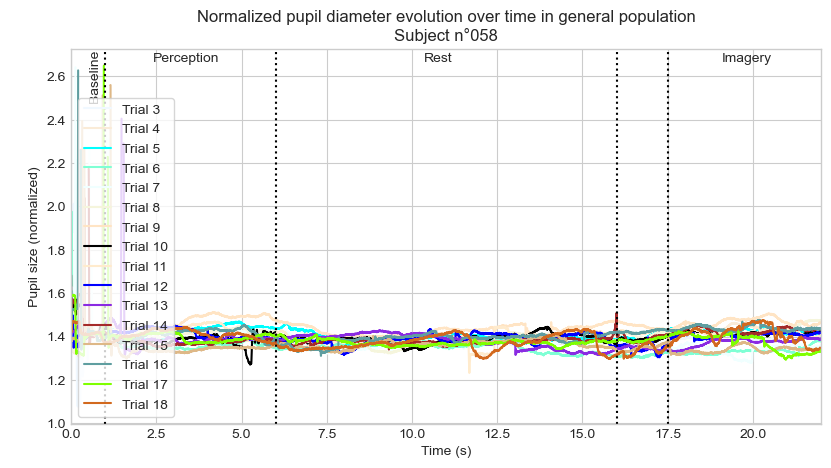 Normalized pupil diameter evolution over time in general population
Subject n°058
Baseline
Perception
Rest
Imagery
Pupil size (normalized)
2.6
2.4
2.2
2.0
1.8
1.6
1.4
1.2
1.0
Trial 3
Trial 4
Trial 5
Trial 6
Trial 7
Trial 8
Trial 9
Trial 10
Trial 11
Trial 12
Trial 13
Trial 14
Trial 15
Trial 16
Trial 17
Trial 18
0.0 2.5 5.0 7.5 10.0 12.5 15.0 17.5 20.0
Time (s)